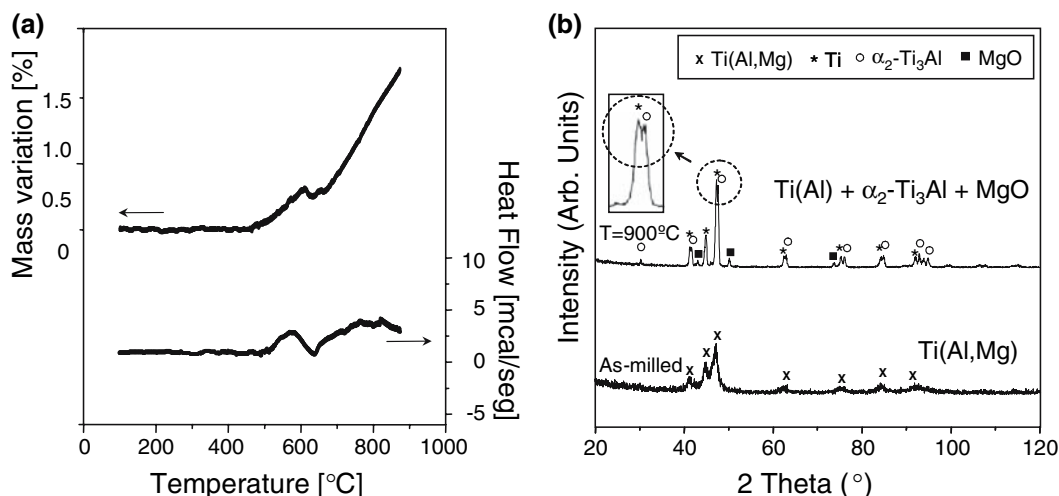 (a)
Mass variation [%]
1.5
1.0
0.5
0
Heat Flow [mcal/seg]
10
5
0
-5
0 200 400 600 800 1000
Temperature [°C]
(b)
x Ti(Al,Mg) * Ti ○ α₂-Ti₃Al ■ MgO
Intensity (Arb. Units)
* ○
* ○
Ti(Al) + α₂-Ti₃Al + MgO
T=900ºC
○ * ○ ■ * ■ * ○ ■ * ○ * ○ * ○ ○
As-milled
Ti(Al,Mg)
x x x x x x x
20 40 60 80 100 120
2 Theta (°)